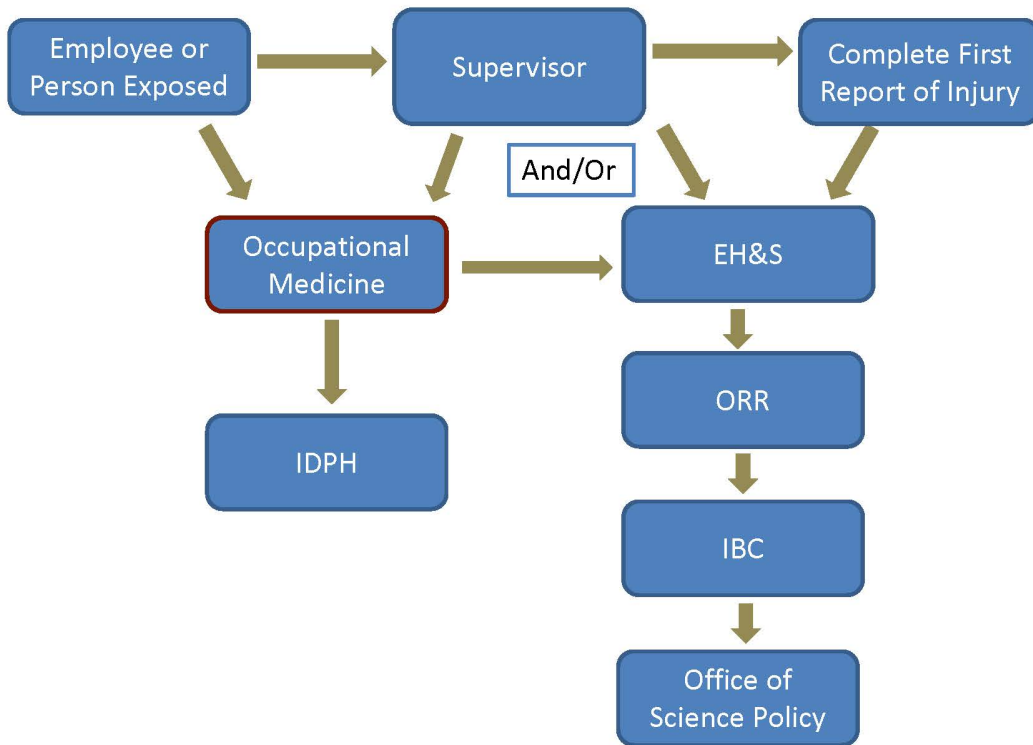 Employee or
Person Exposed
Supervisor
Complete First
Report of Injury
And/Or
Occupational
Medicine
EH&S
ORR
IDPH
IBC
Office of
Science Policy